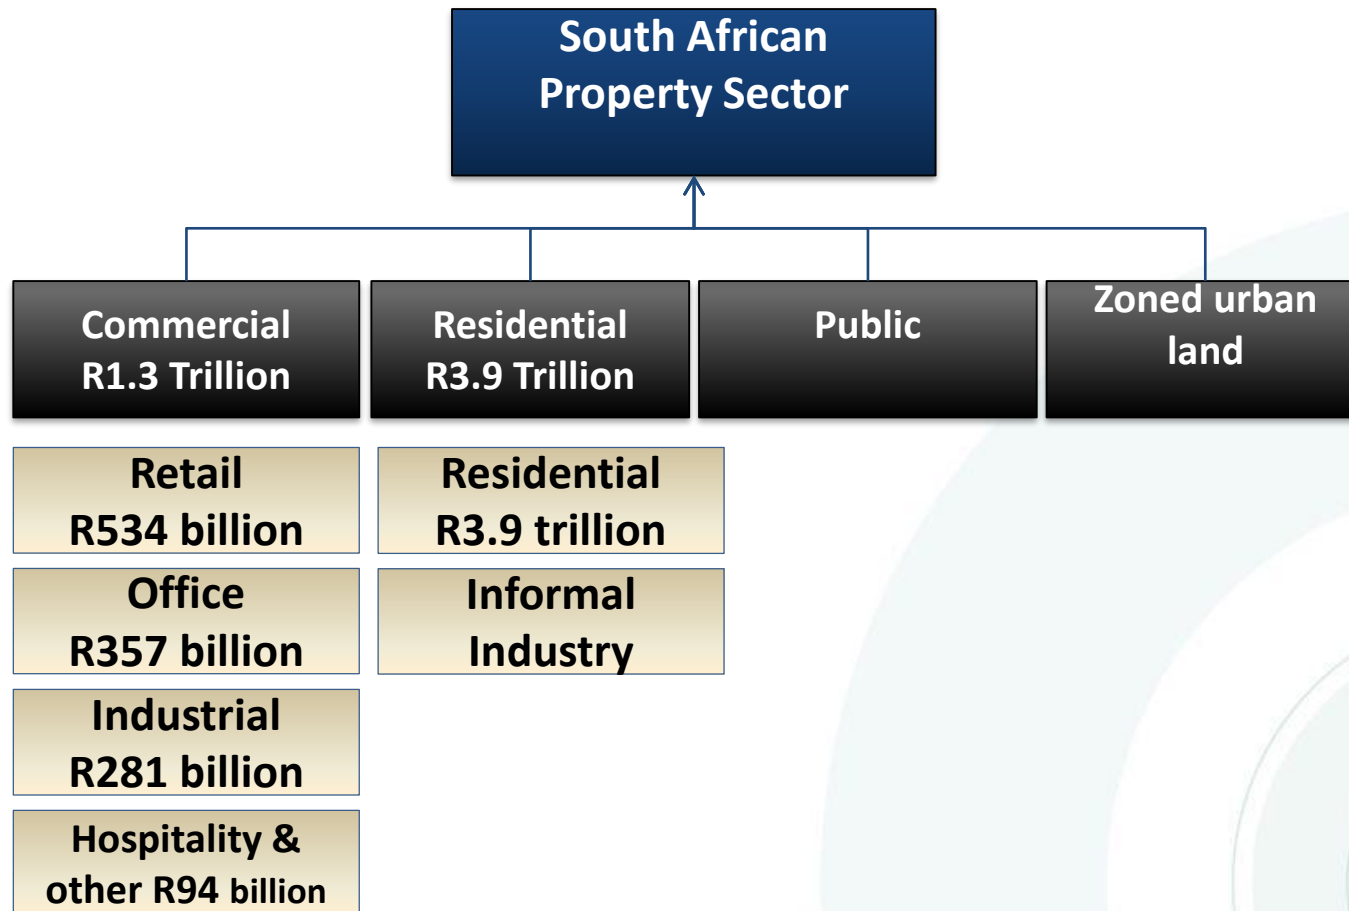 South African
Property Sector
Commercial
R1.3 Trillion
Residential
R3.9 Trillion
Public
Zoned urban
land
Retail
R534 billion
Office
R357 billion
Industrial
R281 billion
Hospitality &
other R94 billion
Residential
R3.9 trillion
Informal
Industry